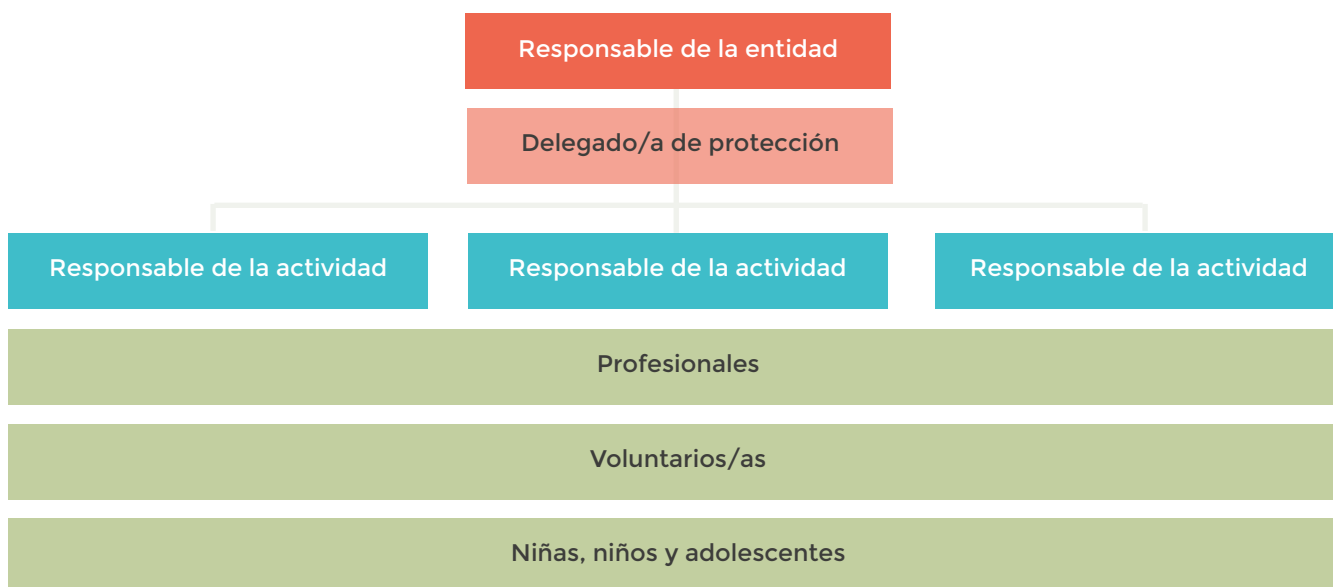 Responsable de la entidad
Delegado/a de protección
Responsable de la actividad
Responsable de la actividad
Responsable de la actividad
Profesionales
Voluntarios/as
Niñas, niños y adolescentes